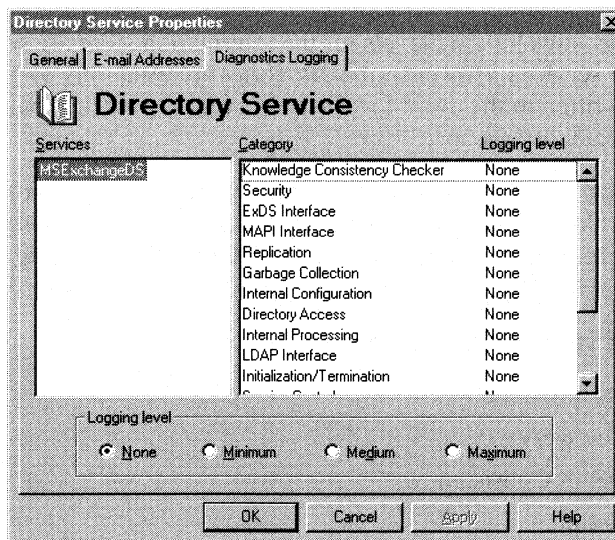 Directory Service Properties
General E-mail Addresses Diagnostics Logging
Directory Service
Services Category Logging level
MSExchangeDS Knowledge Consistency Checker None
Security None
ExDS Interface None
MAPI Interface None
Replication None
Garbage Collection None
Internal Configuration None
Directory Access None
Internal Processing None
LDAP Interface None
Initialization/Termination None
Logging level
None Minimum Medium Maximum
OK Cancel Apply Help